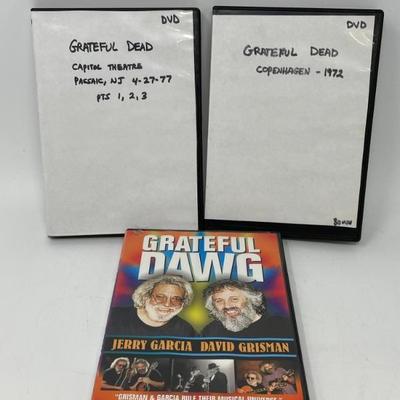 DVD
GRATEFUL DEAD
CAPITOL THEATRE
PASSAIC, NJ 4-27-77
PTS 1, 2, 3
DVD
GRATEFUL DEAD
COPENHAGEN - 1972
80 MIN
GRATEFUL
DAWG
JERRY GARCIA DAVID GRISMAN
"GRISMAN & GARCIA RULE THEIR MUSICAL UNIVERSE."